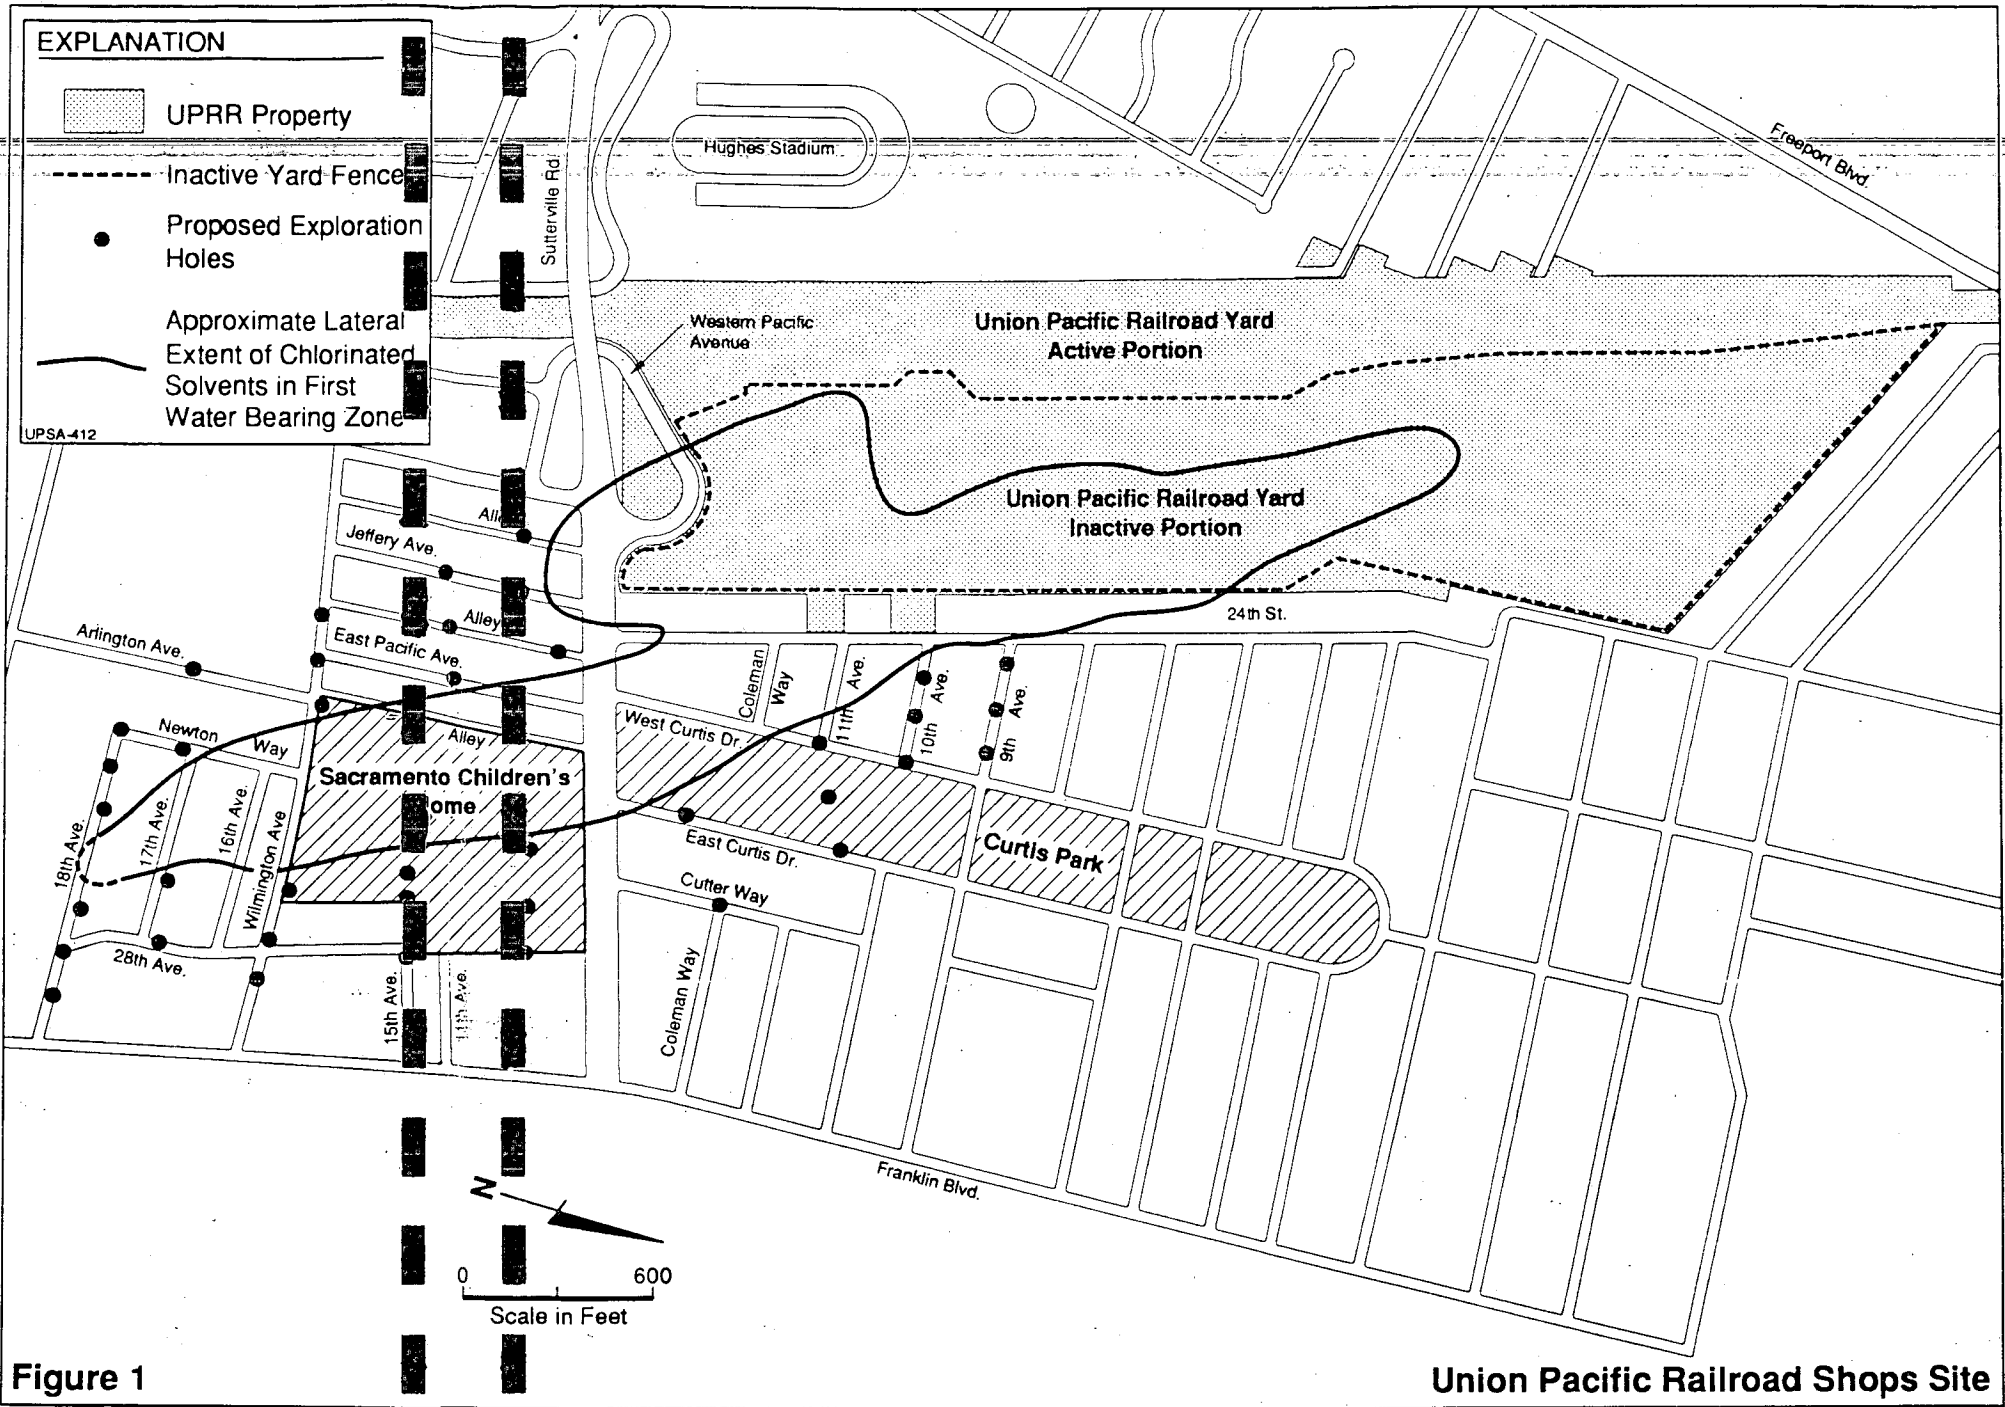 EXPLANATION
UPRR Property
Inactive Yard Fence
Proposed Exploration
Holes
Approximate Lateral
Extent of Chlorinated
Solvents in First
Water Bearing Zone
UPSA-412
Sutterville Rd.
Hughes Stadium
Freeport Blvd.
Western Pacific
Avenue
Union Pacific Railroad Yard
Active Portion
Union Pacific Railroad Yard
Inactive Portion
24th St.
Jeffery Ave.
Alley
East Pacific Ave.
Arlington Ave.
Newton Way
Alley
Sacramento Children's
18th Ave.
17th Ave.
16th Ave.
Wilmington Ave
28th Ave.
15th Ave.
Coleman
Way
11th Ave.
10th Ave.
9th Ave.
West Curtis Dr.
East Curtis Dr.
Curtis Park
Cutter Way
Coleman Way
Franklin Blvd.
N
0 600
Scale in Feet
Figure 1
Union Pacific Railroad Shops Site